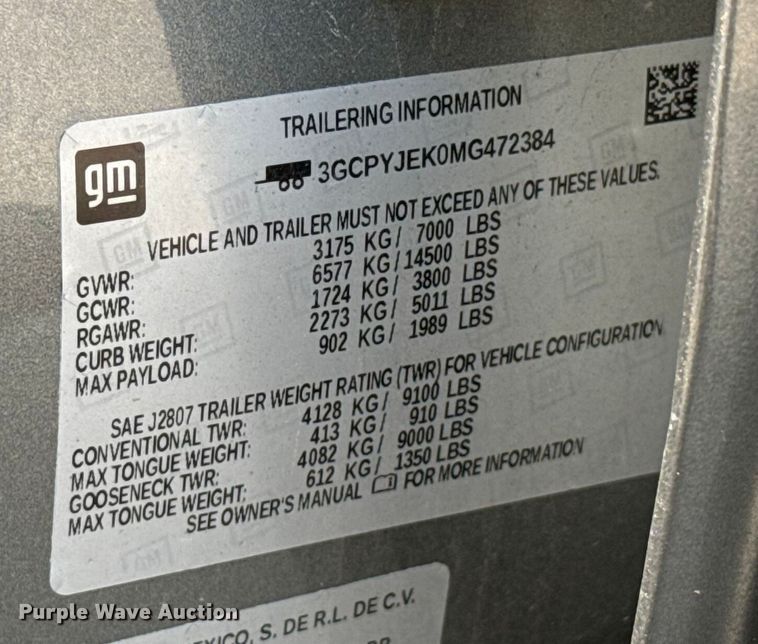 TRAILERING INFORMATION
gm
3GCPYJEK0MG472384
VEHICLE AND TRAILER MUST NOT EXCEED ANY OF THESE VALUES.
GVWR: 3175 KG/ 7000 LBS
GCWR: 6577 KG/14500 LBS
RGAWR: 1724 KG/ 3800 LBS
CURB WEIGHT: 2273 KG/ 5011 LBS
MAX PAYLOAD: 902 KG/ 1989 LBS
SAE J2807 TRAILER WEIGHT RATING (TWR) FOR VEHICLE CONFIGURATION
CONVENTIONAL TWR: 4128 KG/ 9100 LBS
MAX TONGUE WEIGHT: 413 KG/ 910 LBS
GOOSENECK TWR: 4082 KG/ 9000 LBS
MAX TONGUE WEIGHT: 612 KG/ 1350 LBS
SEE OWNER'S MANUAL FOR MORE INFORMATION
Purple Wave Auction
S. DE R.L. DE C.V.